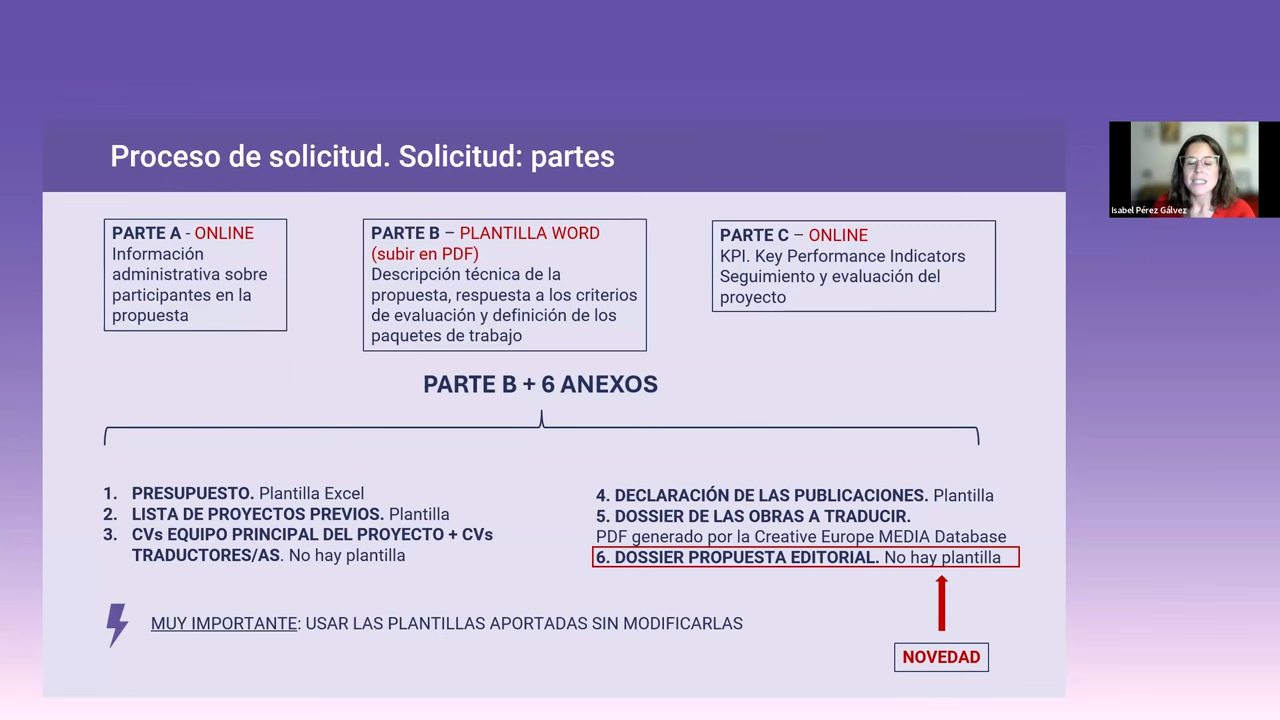 Proceso de solicitud. Solicitud: partes
Isabel Pérez Gálvez
PARTE A - ONLINE
Información
administrativa sobre
participantes en la
propuesta
PARTE B – PLANTILLA WORD
(subir en PDF)
Descripción técnica de la
propuesta, respuesta a los criterios
de evaluación y definición de los
paquetes de trabajo
PARTE C – ONLINE
KPI. Key Performance Indicators
Seguimiento y evaluación del
proyecto
PARTE B + 6 ANEXOS
1. PRESUPUESTO. Plantilla Excel
2. LISTA DE PROYECTOS PREVIOS. Plantilla
3. CVs EQUIPO PRINCIPAL DEL PROYECTO + CVs
TRADUCTORES/AS. No hay plantilla
4. DECLARACIÓN DE LAS PUBLICACIONES. Plantilla
5. DOSSIER DE LAS OBRAS A TRADUCIR.
PDF generado por la Creative Europe MEDIA Database
6. DOSSIER PROPUESTA EDITORIAL. No hay plantilla
MUY IMPORTANTE: USAR LAS PLANTILLAS APORTADAS SIN MODIFICARLAS
NOVEDAD